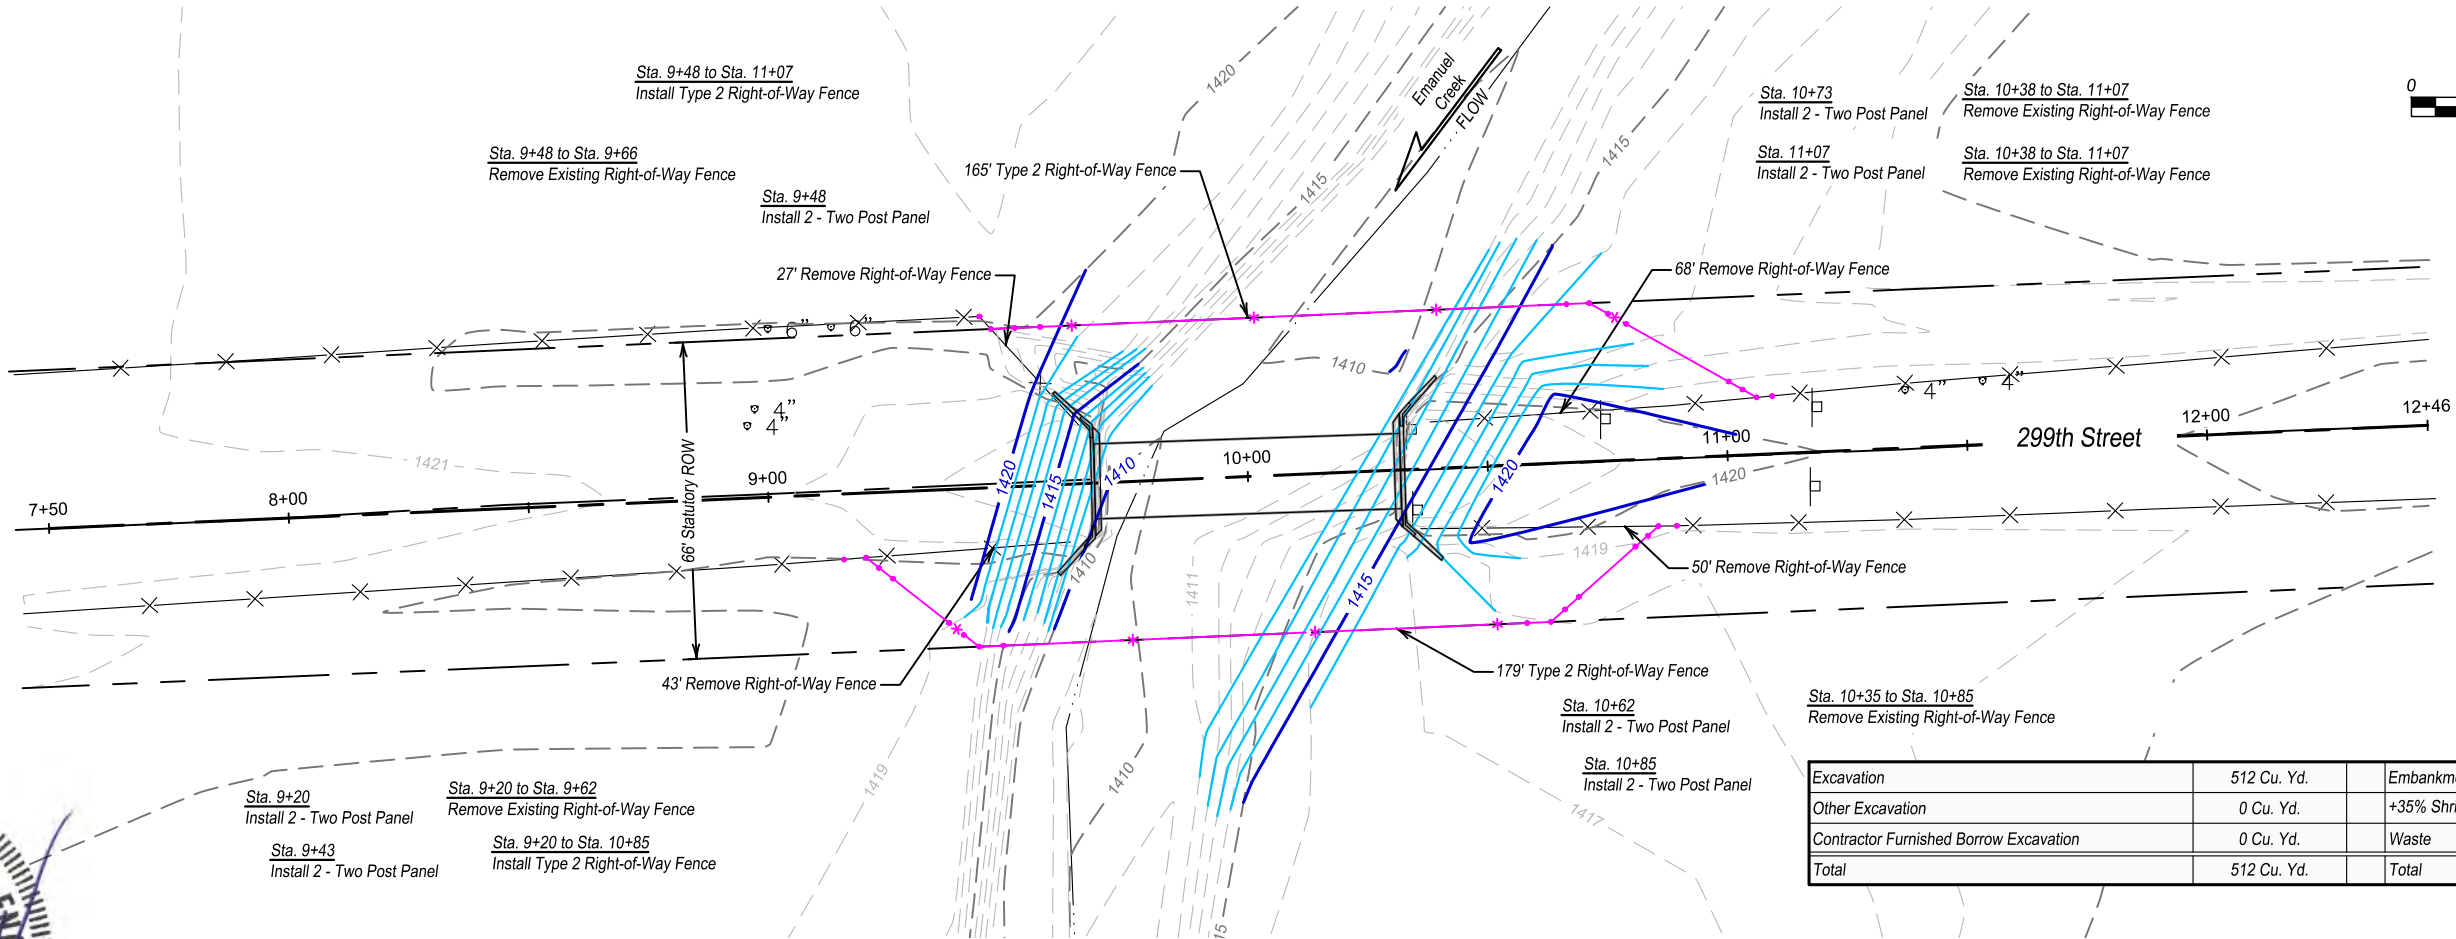 Sta. 9+48 to Sta. 11+07
Install Type 2 Right-of-Way Fence
Sta. 9+48 to Sta. 9+66
Remove Existing Right-of-Way Fence
Sta. 9+48
Install 2 - Two Post Panel
165' Type 2 Right-of-Way Fence
27' Remove Right-of-Way Fence
1420
1415
Emanuel
Creek
FLOW
1415
Sta. 10+73
Install 2 - Two Post Panel
Sta. 10+38 to Sta. 11+07
Remove Existing Right-of-Way Fence
Sta. 11+07
Install 2 - Two Post Panel
Sta. 10+38 to Sta. 11+07
Remove Existing Right-of-Way Fence
0
68' Remove Right-of-Way Fence
6"
6"
4"
4"
1410
4"
4"
1421
66' Statutory ROW
7+50
8+00
9+00
10+00
11+00
12+00
12+46
299th Street
1420
1415
1410
1420
1420
1410
1411
1415
1419
50' Remove Right-of-Way Fence
43' Remove Right-of-Way Fence
179' Type 2 Right-of-Way Fence
Sta. 10+62
Install 2 - Two Post Panel
Sta. 10+85
Install 2 - Two Post Panel
Sta. 10+35 to Sta. 10+85
Remove Existing Right-of-Way Fence
1419
1410
1417
15
Sta. 9+20
Install 2 - Two Post Panel
Sta. 9+43
Install 2 - Two Post Panel
Sta. 9+20 to Sta. 9+62
Remove Existing Right-of-Way Fence
Sta. 9+20 to Sta. 10+85
Install Type 2 Right-of-Way Fence
Excavation 512 Cu. Yd. Embankm
Other Excavation 0 Cu. Yd. +35% Shri
Contractor Furnished Borrow Excavation 0 Cu. Yd. Waste
Total 512 Cu. Yd. Total